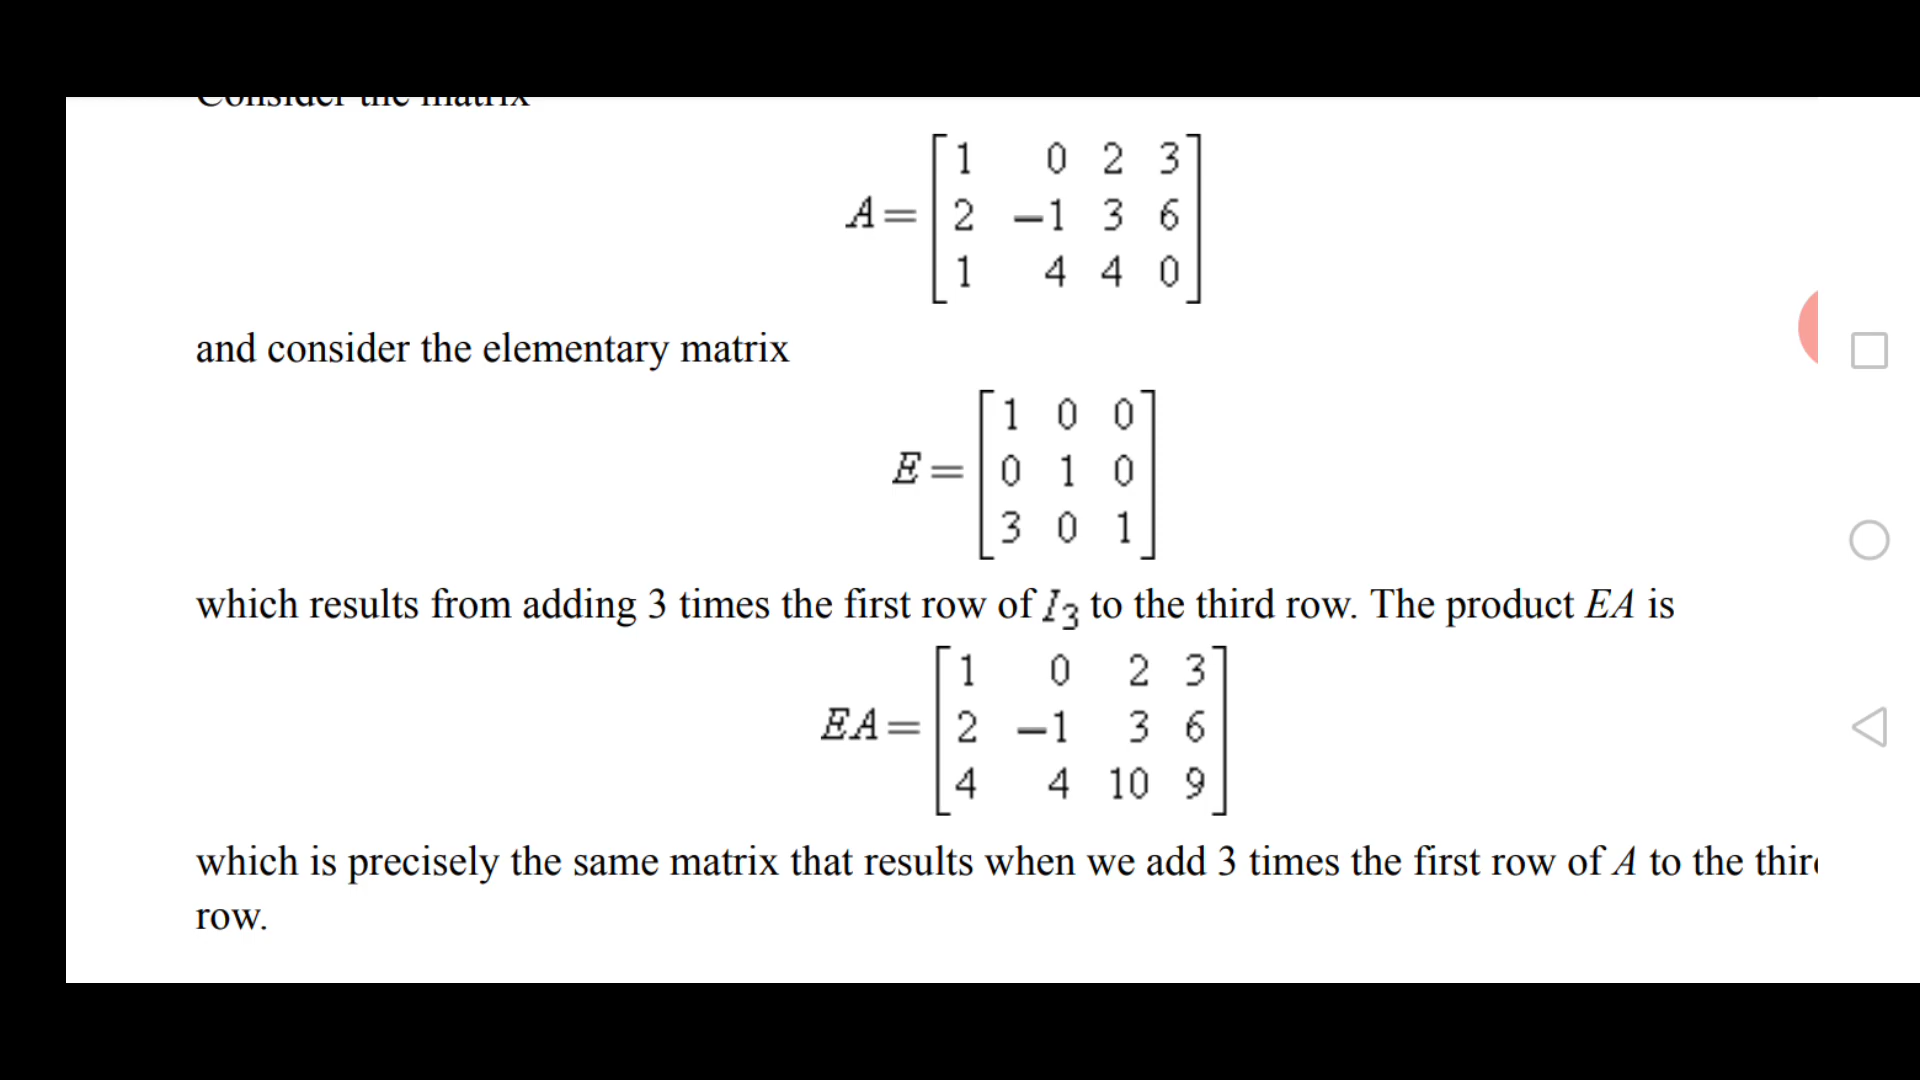 Consider the matrix
A = [1 0 2 3
2 −1 3 6
1 4 4 0]
and consider the elementary matrix
E = [1 0 0
0 1 0
3 0 1]
which results from adding 3 times the first row of I₃ to the third row. The product EA is
EA = [1 0 2 3
2 −1 3 6
4 4 10 9]
which is precisely the same matrix that results when we add 3 times the first row of A to the third
row.